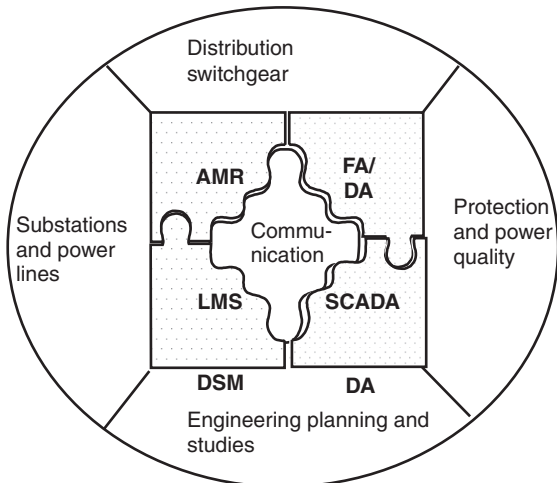 Distribution
switchgear
AMR
FA/
DA
Substations
and power
lines
Commu-
nication
Protection
and power
quality
LMS
SCADA
DSM
DA
Engineering planning and
studies